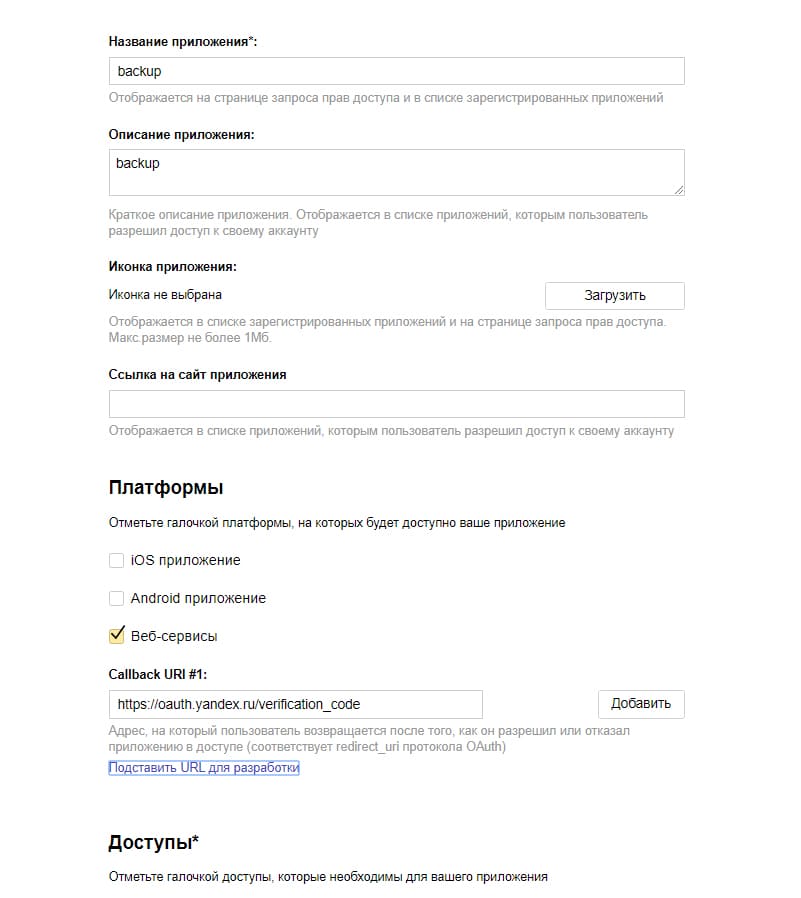 Название приложения*:
backup
Отображается на странице запроса прав доступа и в списке зарегистрированных приложений
Описание приложения:
backup
Краткое описание приложения. Отображается в списке приложений, которым пользователь
разрешил доступ к своему аккаунту
Иконка приложения:
Иконка не выбрана
Загрузить
Отображается в списке зарегистрированных приложений и на странице запроса прав доступа.
Макс.размер не более 1Мб.
Ссылка на сайт приложения
Отображается в списке приложений, которым пользователь разрешил доступ к своему аккаунту
Платформы
Отметьте галочкой платформы, на которых будет доступно ваше приложение
iOS приложение
Android приложение
Веб-сервисы
Callback URI #1:
https://oauth.yandex.ru/verification_code
Добавить
Адрес, на который пользователь возвращается после того, как он разрешил или отказал
приложению в доступе (соответствует redirect_uri протокола OAuth)
Подставить URL для разработки
Доступы*
Отметьте галочкой доступы, которые необходимы для вашего приложения